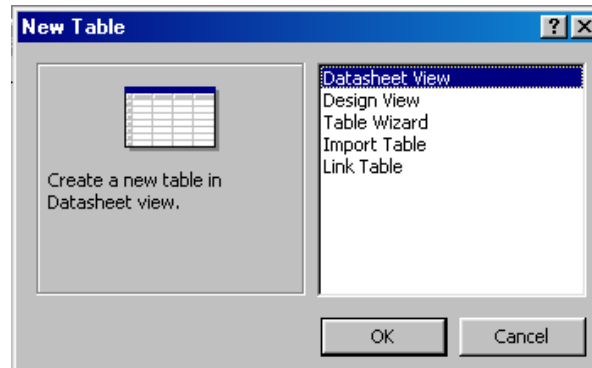 New Table
Create a new table in
Datasheet view.
Datasheet View
Design View
Table Wizard
Import Table
Link Table
OK
Cancel